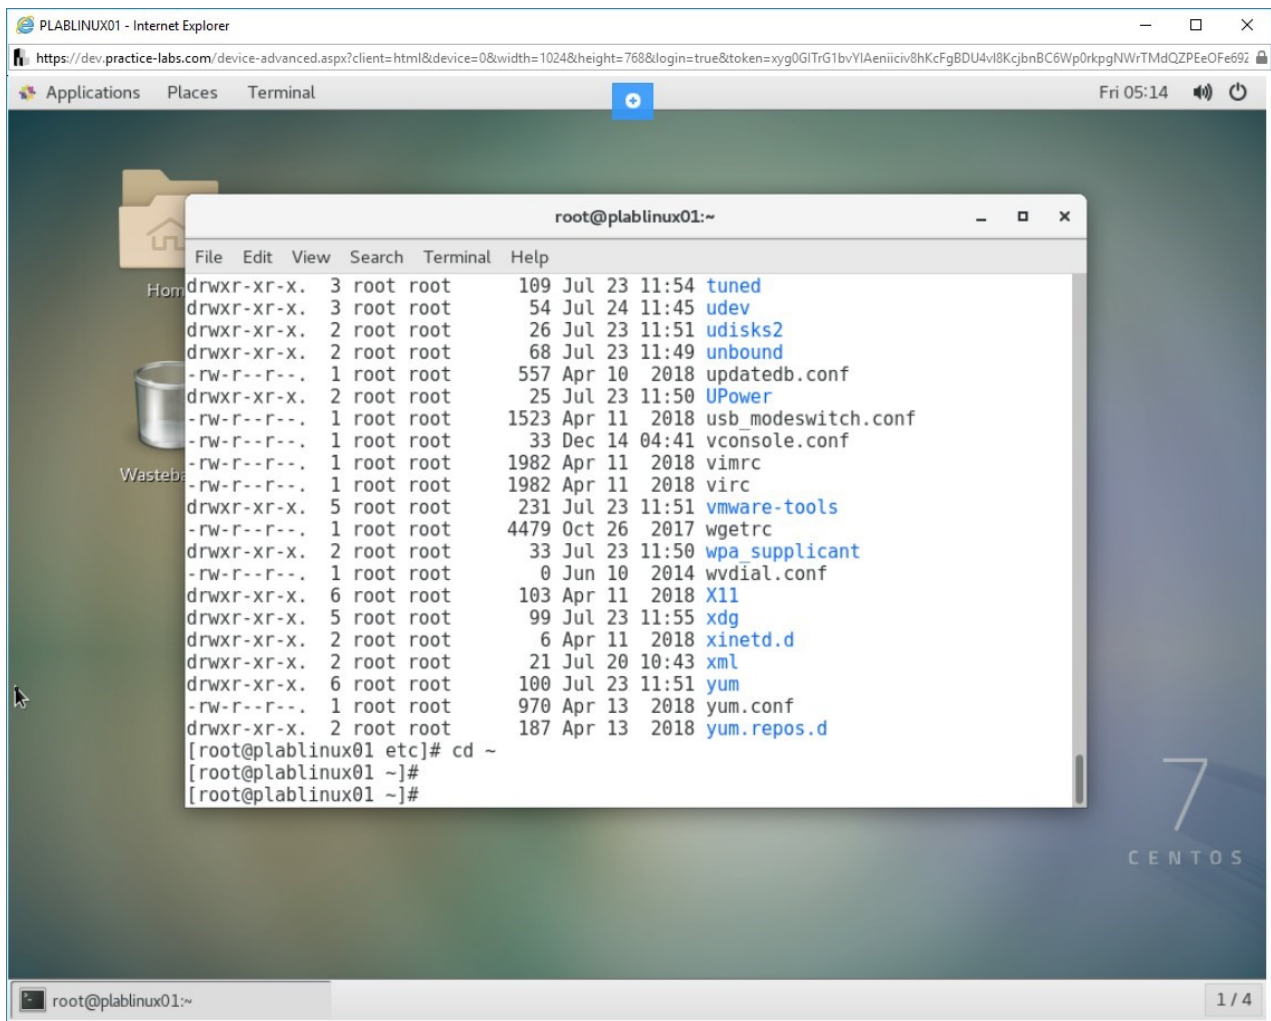 PLABLINUX01 - Internet Explorer
https://dev.practice-labs.com/device-advanced.aspx?client=html&device=0&width=1024&height=768&login=true&token=
Applications Places Terminal Fri 05:14
Home
root@plablinux01:~
File Edit View Search Terminal Help
drwxr-xr-x.  3 root root      109 Jul 23 11:54 tuned
drwxr-xr-x.  3 root root       54 Jul 24 11:45 udev
drwxr-xr-x.  2 root root       26 Jul 23 11:51 udisks2
drwxr-xr-x.  2 root root       68 Jul 23 11:49 unbound
-rw-r--r--.  1 root root      557 Apr 10  2018 updatedb.conf
drwxr-xr-x.  2 root root       25 Jul 23 11:50 UPower
-rw-r--r--.  1 root root     1523 Apr 11  2018 usb_modeswitch.conf
-rw-r--r--.  1 root root       33 Dec 14 04:41 vconsole.conf
-rw-r--r--.  1 root root     1982 Apr 11  2018 vimrc
-rw-r--r--.  1 root root     1982 Apr 11  2018 virc
drwxr-xr-x.  5 root root      231 Jul 23 11:51 vmware-tools
-rw-r--r--.  1 root root     4479 Oct 26  2017 wgetrc
drwxr-xr-x.  2 root root       33 Jul 23 11:50 wpa_supplicant
-rw-r--r--.  1 root root        0 Jun 10  2014 wvdial.conf
drwxr-xr-x.  6 root root      103 Apr 11  2018 X11
drwxr-xr-x.  5 root root       99 Jul 23 11:55 xdg
drwxr-xr-x.  2 root root        6 Apr 11  2018 xinetd.d
drwxr-xr-x.  2 root root       21 Jul 20 10:43 xml
drwxr-xr-x.  6 root root      100 Jul 23 11:51 yum
-rw-r--r--.  1 root root      970 Apr 13  2018 yum.conf
drwxr-xr-x.  2 root root      187 Apr 13  2018 yum.repos.d
[root@plablinux01 etc]# cd ~
[root@plablinux01 ~]#
[root@plablinux01 ~]#
7
CENTOS
root@plablinux01:~ 1 / 4